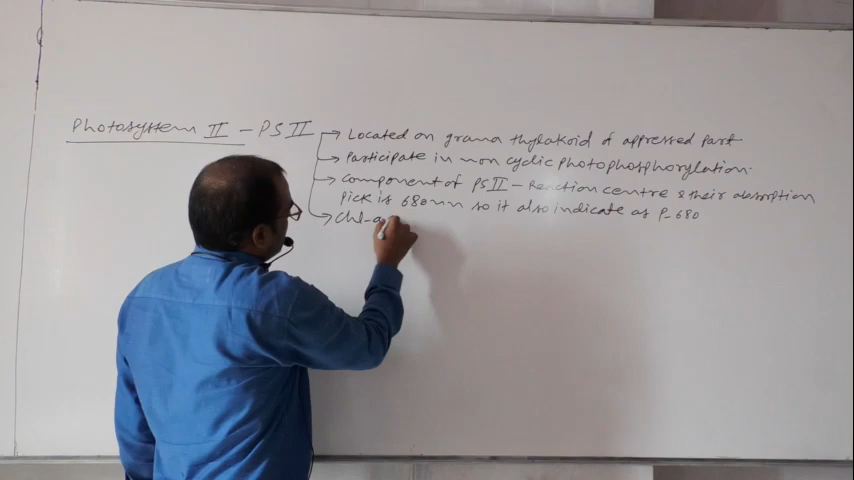 Photosystem II - PS II → Located on grana thylakoid of appressed part
→ Participate in non cyclic photophosphorylation.
→ Component of PS II - Reaction centre & their absorption
pick is 680nm so it also indicate as P-680
→ Chl-a